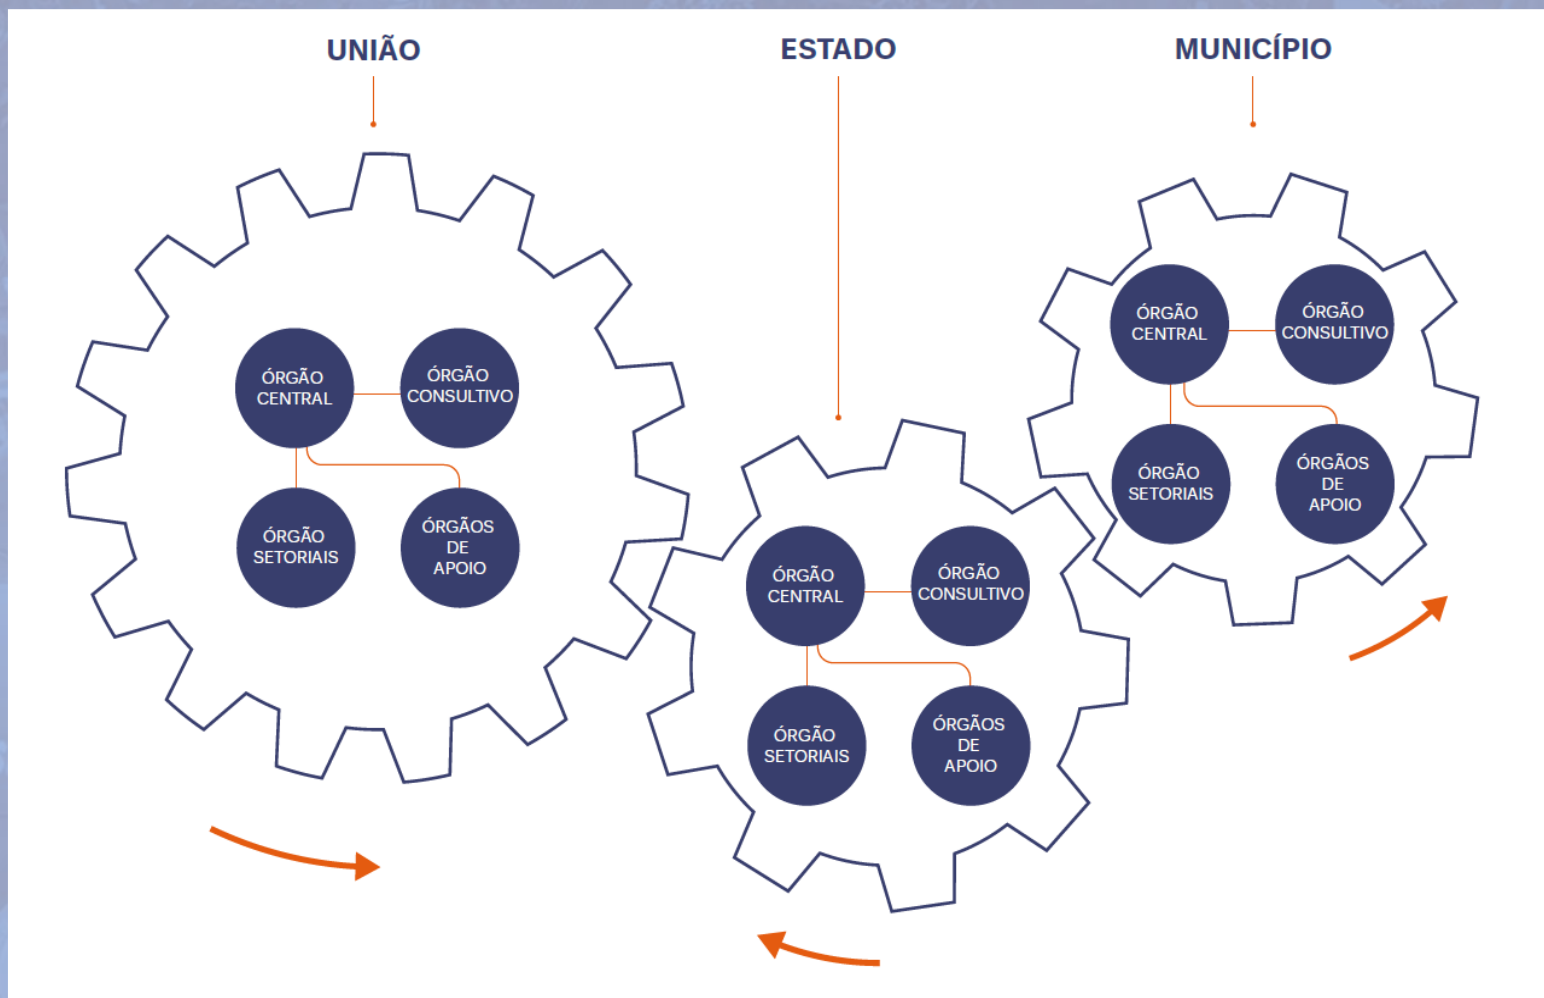 UNIÃO
ÓRGÃO
CENTRAL
ÓRGÃO
CONSULTIVO
ÓRGÃO
SETORIAIS
ÓRGÃOS
DE
APOIO
ESTADO
ÓRGÃO
CENTRAL
ÓRGÃO
CONSULTIVO
ÓRGÃO
SETORIAIS
ÓRGÃOS
DE
APOIO
MUNICÍPIO
ÓRGÃO
CENTRAL
ÓRGÃO
CONSULTIVO
ÓRGÃO
SETORIAIS
ÓRGÃOS
DE
APOIO